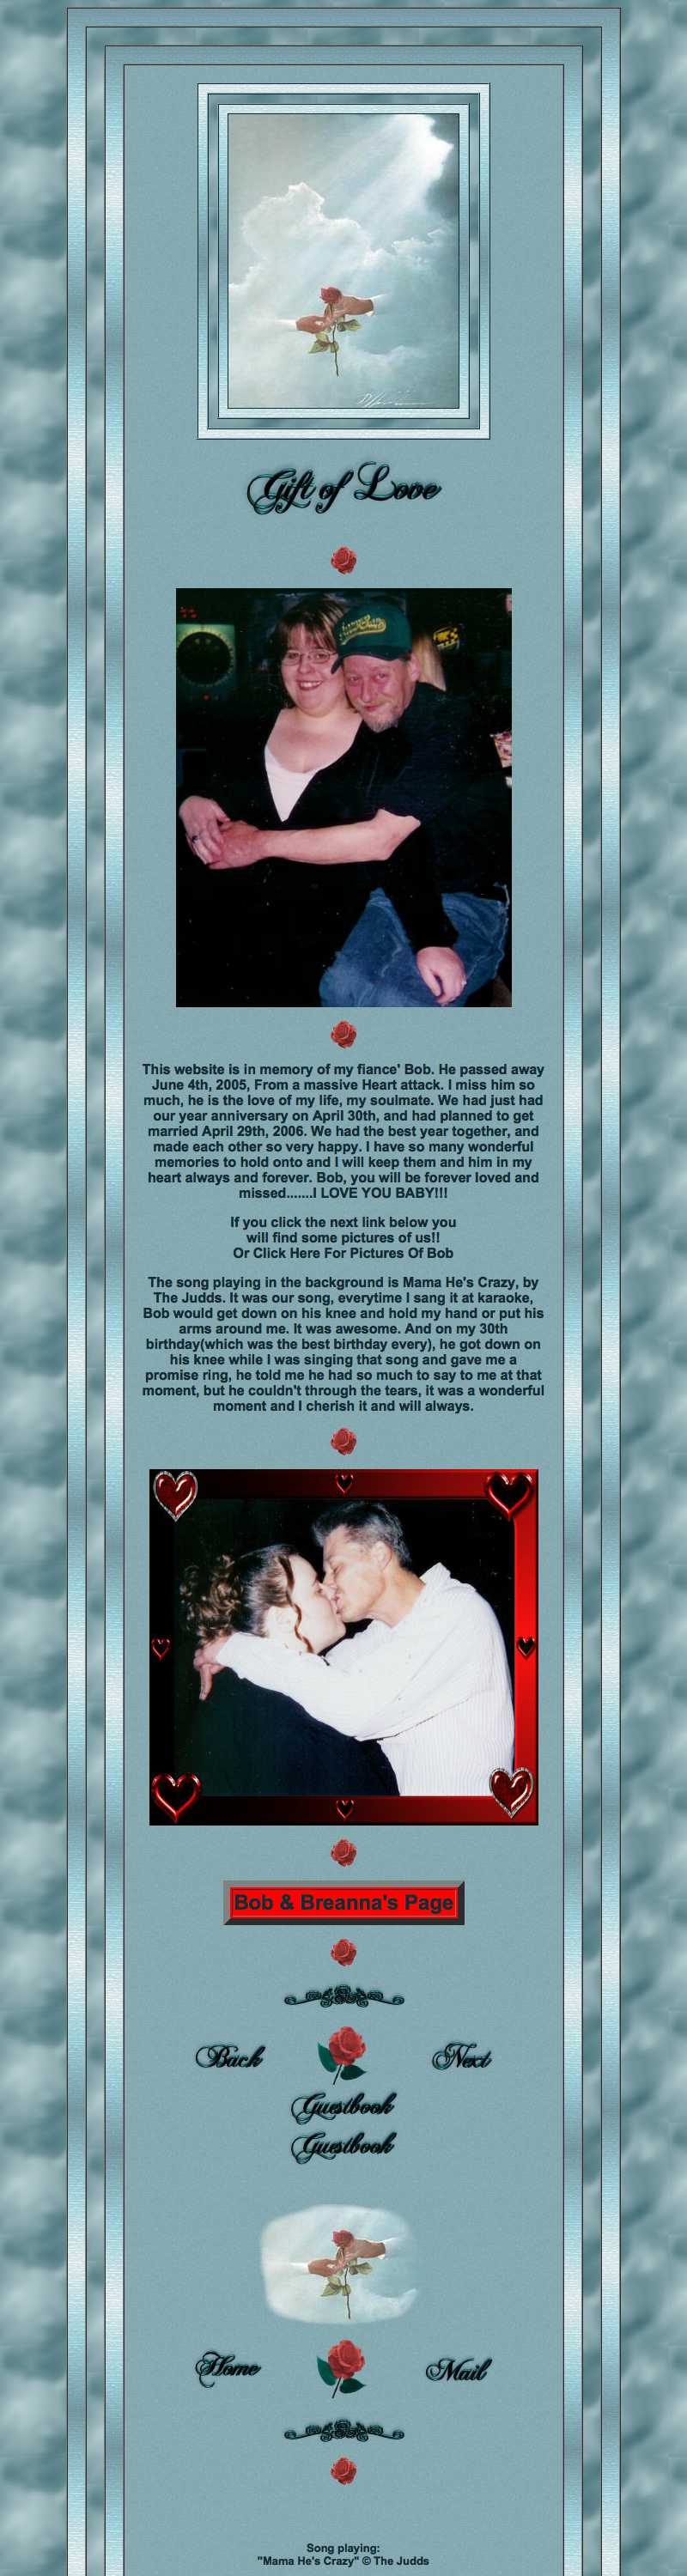 Gift of Love
This website is in memory of my fiance' Bob. He passed away
June 4th, 2005, From a massive Heart attack. I miss him so
much, he is the love of my life, my soulmate. We had just had
our year anniversary on April 30th, and had planned to get
married April 29th, 2006. We had the best year together, and
made each other so very happy. I have so many wonderful
memories to hold onto and I will keep them and him in my
heart always and forever. Bob, you will be forever loved and
missed.......I LOVE YOU BABY!!!
If you click the next link below you
will find some pictures of us!!
Or Click Here For Pictures Of Bob
The song playing in the background is Mama He's Crazy, by
The Judds. It was our song, everytime I sang it at karaoke,
Bob would get down on his knee and hold my hand or put his
arms around me. It was awesome. And on my 30th
birthday(which was the best birthday every), he got down on
his knee while I was singing that song and gave me a
promise ring, he told me he had so much to say to me at that
moment, but he couldn't through the tears, it was a wonderful
moment and I cherish it and will always.
Bob & Breanna's Page
Back Next
Guestbook
Guestbook
Home Mail
Song playing:
"Mama He's Crazy" © The Judds